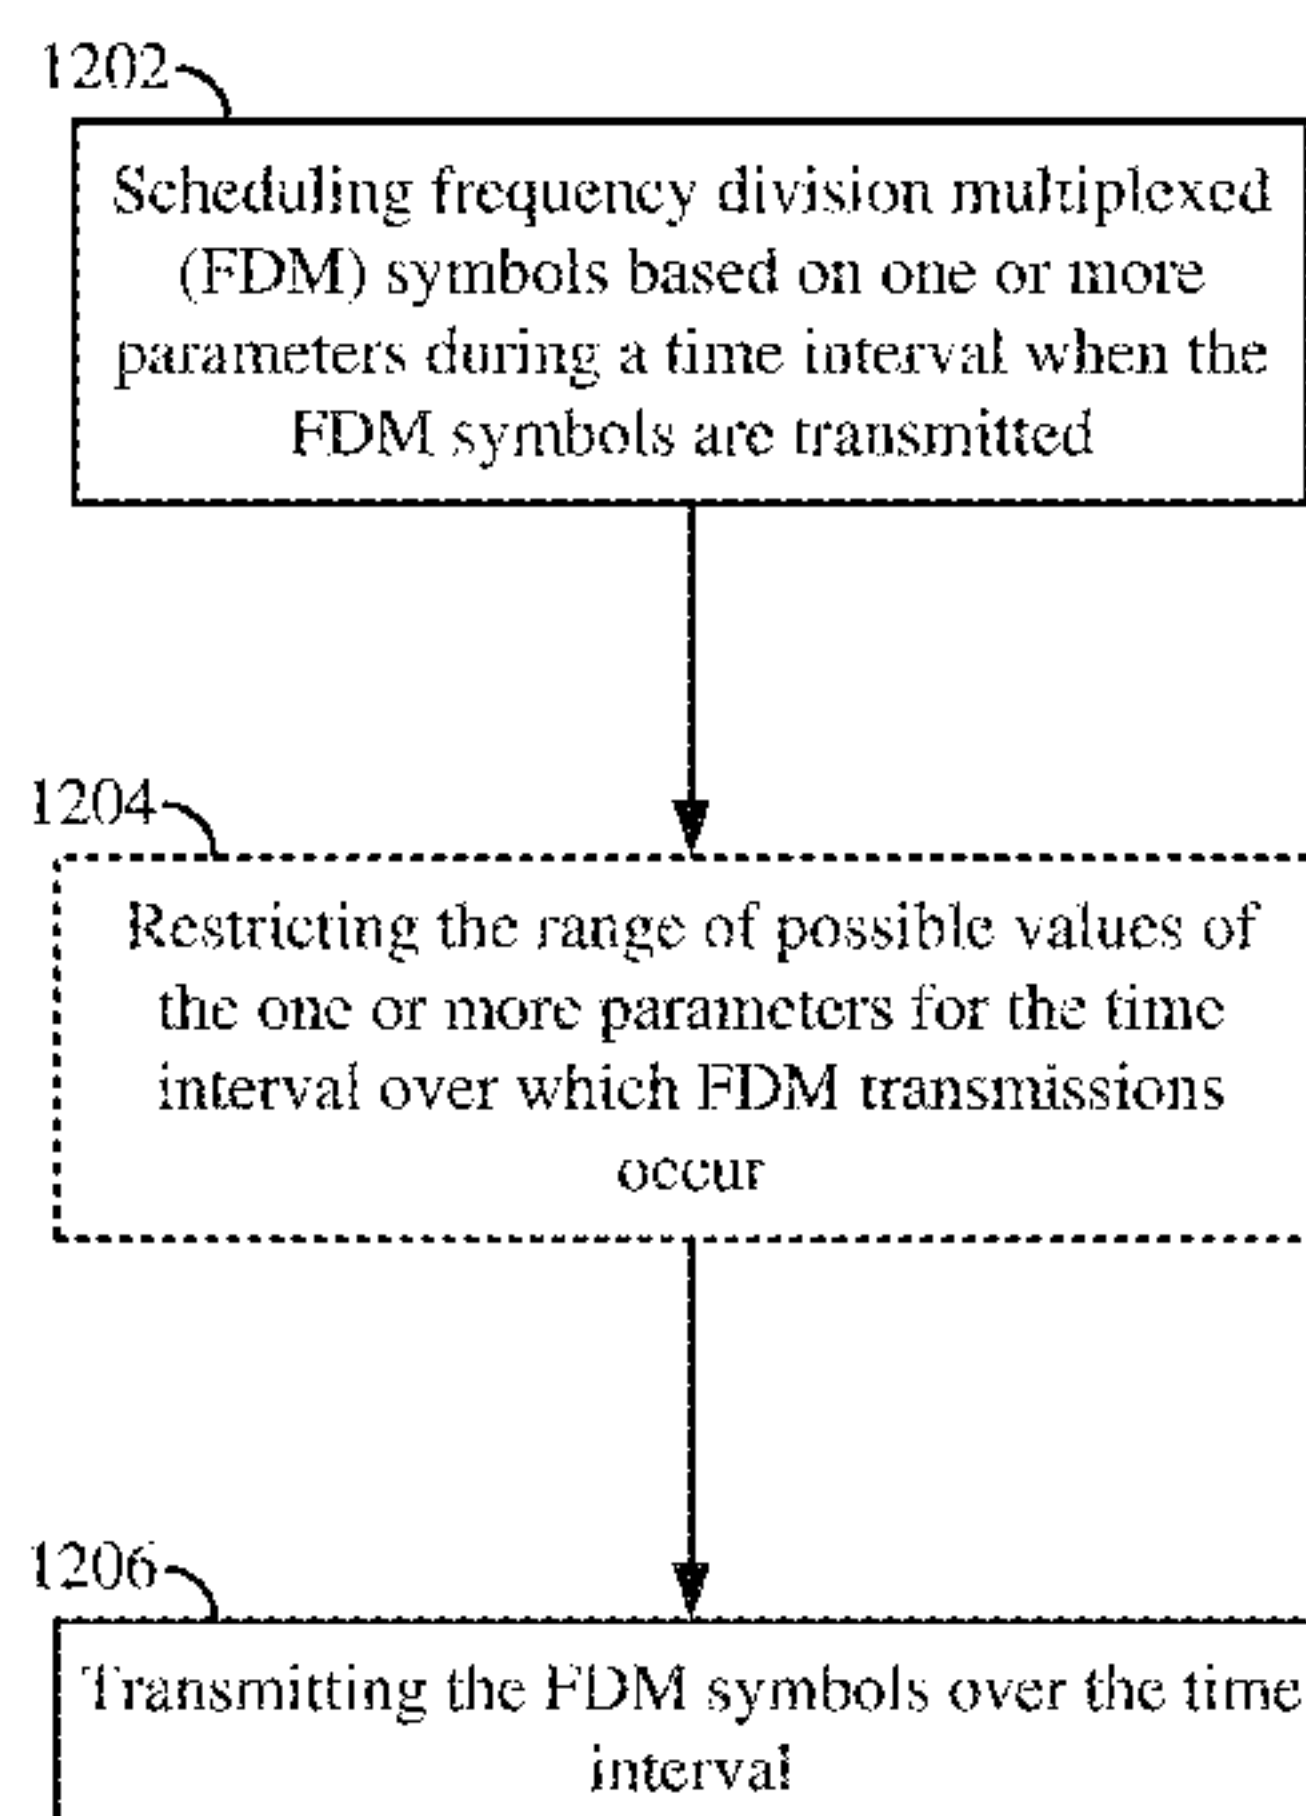 1202
Scheduling frequency division multiplexed
(FDM) symbols based on one or more
parameters during a time interval when the
FDM symbols are transmitted
1204
Restricting the range of possible values of
the one or more parameters for the time
interval over which FDM transmissions
occur
1206
Transmitting the FDM symbols over the time
interval